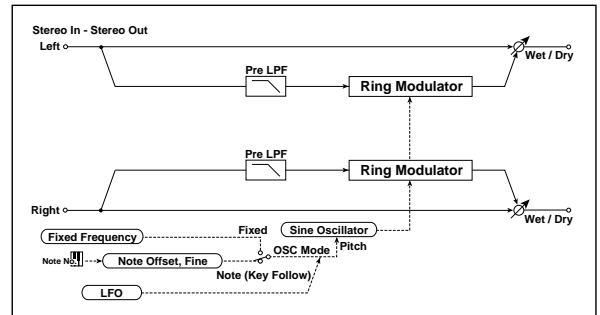 Stereo In - Stereo Out
Left
Wet / Dry
Pre LPF
Ring Modulator
Pre LPF
Ring Modulator
Right
Wet / Dry
Fixed Frequency
Fixed
Sine Oscillator
OSC Mode
Pitch
Note No.
Note Offset, Fine
Note (Key Follow)
LFO